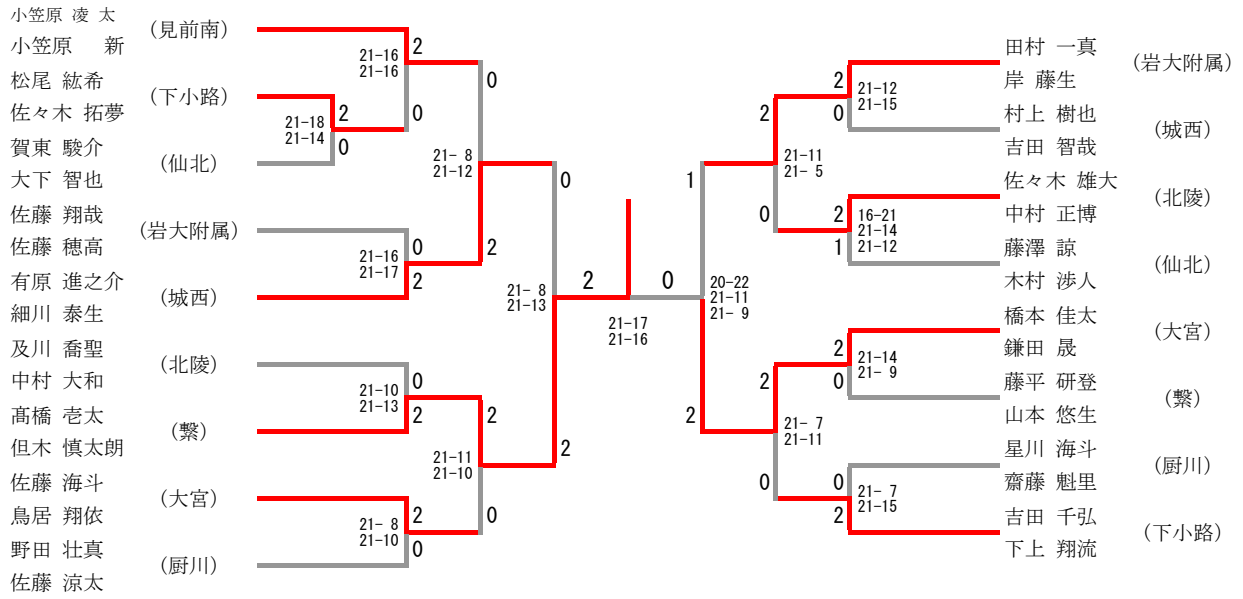 小笠原 凌 太
小笠原 新
(見前南)
松尾 紘希
佐々木 拓夢
(下小路)
賀東 駿介
大下 智也
(仙北)
佐藤 翔哉
佐藤 穂高
(岩大附属)
有原 進之介
細川 泰生
(城西)
及川 喬聖
中村 大和
(北陵)
髙橋 壱太
但木 慎太朗
(繋)
佐藤 海斗
鳥居 翔依
(大宮)
野田 壮真
佐藤 涼太
(厨川)
2
21-16
21-16
0
2
21-18
21-14
0
0
21- 8
21-12
2
0
21-16
21-17
2
0
21- 8
21-13
2
0
21-10
21-13
2
2
21-11
21-10
0
2
21- 8
21-10
0
2
0
21-17
21-16
1
20-22
21-11
21- 9
2
2
21-11
21- 5
0
2
21-12
21-15
0
2
16-21
21-14
21-12
1
2
21- 7
21-11
0
2
21-14
21- 9
0
0
21- 7
21-15
2
田村 一真
岸 藤生
(岩大附属)
村上 樹也
吉田 智哉
(城西)
佐々木 雄大
中村 正博
(北陵)
藤澤 諒
木村 渉人
(仙北)
橋本 佳太
鎌田 晟
(大宮)
藤平 研登
山本 悠生
(繋)
星川 海斗
齋藤 魁里
(厨川)
吉田 千弘
下上 翔流
(下小路)